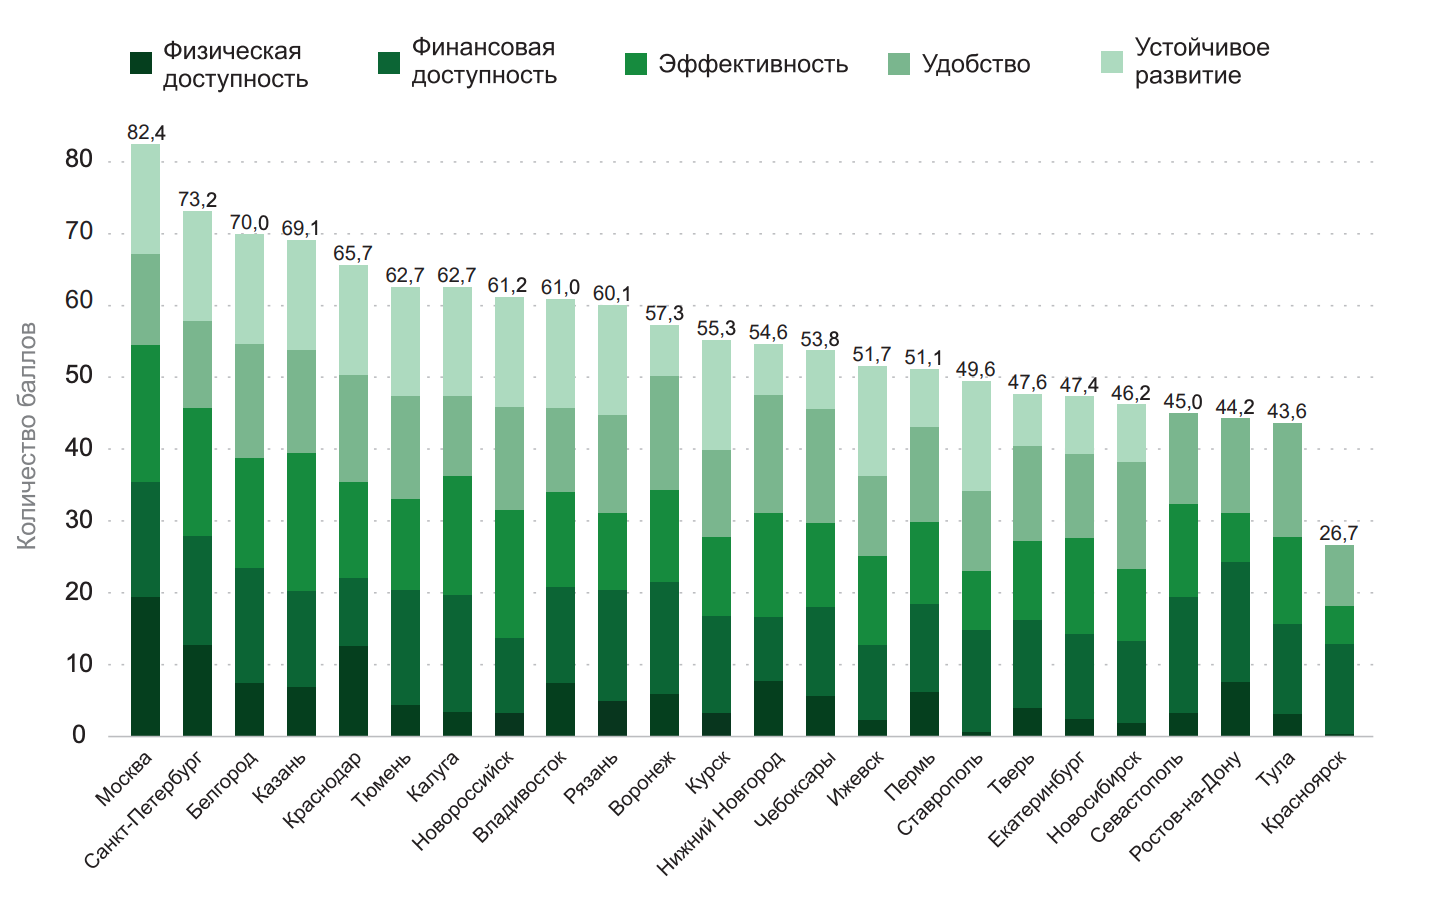 Физическая
доступность
Финансовая
доступность
Эффективность
Удобство
Устойчивое
развитие
Количество баллов
80
70
60
50
40
30
20
10
0
82,4
73,2
70,0
69,1
65,7
62,7
62,7
61,2
61,0
60,1
57,3
55,3
54,6
53,8
51,7
51,1
49,6
47,6
47,4
46,2
45,0
44,2
43,6
26,7
Москва
Санкт-Петербург
Белгород
Казань
Краснодар
Тюмень
Калуга
Новороссийск
Владивосток
Рязань
Воронеж
Курск
Нижний Новгород
Чебоксары
Ижевск
Пермь
Ставрополь
Тверь
Екатеринбург
Новосибирск
Севастополь
Ростов-на-Дону
Тула
Красноярск